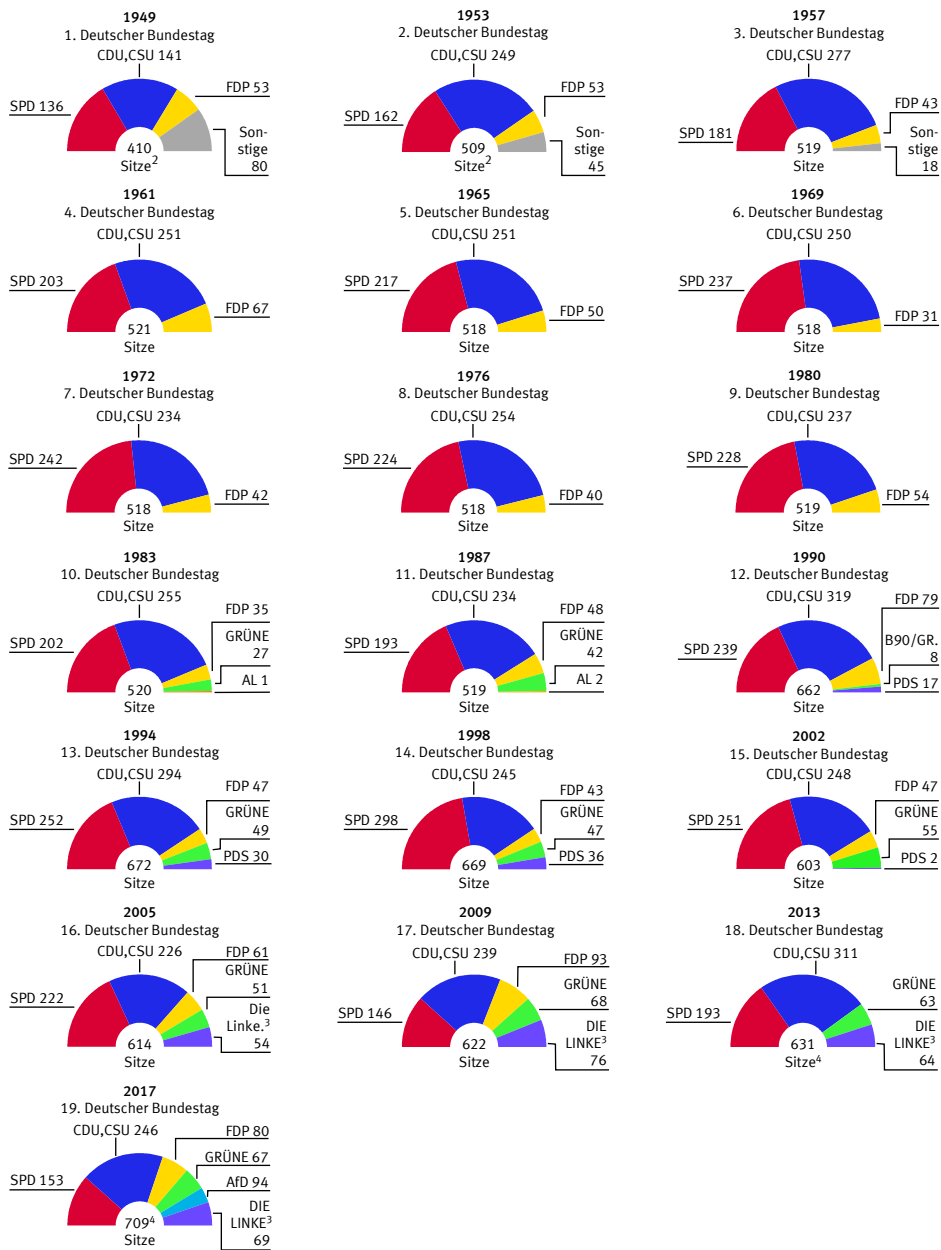 1949
1. Deutscher Bundestag
CDU,CSU 141
FDP 53
SPD 136
Son-
stige
80
410
Sitze²
1953
2. Deutscher Bundestag
CDU,CSU 249
FDP 53
SPD 162
Son-
stige
45
509
Sitze²
1957
3. Deutscher Bundestag
CDU,CSU 277
FDP 43
SPD 181
Son-
stige
18
519
Sitze
1961
4. Deutscher Bundestag
CDU,CSU 251
SPD 203
FDP 67
521
Sitze
1965
5. Deutscher Bundestag
CDU,CSU 251
SPD 217
FDP 50
518
Sitze
1969
6. Deutscher Bundestag
CDU,CSU 250
SPD 237
FDP 31
518
Sitze
1972
7. Deutscher Bundestag
CDU,CSU 234
SPD 242
FDP 42
518
Sitze
1976
8. Deutscher Bundestag
CDU,CSU 254
SPD 224
FDP 40
518
Sitze
1980
9. Deutscher Bundestag
CDU,CSU 237
SPD 228
FDP 54
519
Sitze
1983
10. Deutscher Bundestag
CDU,CSU 255
FDP 35
SPD 202
GRÜNE
27
AL 1
520
Sitze
1987
11. Deutscher Bundestag
CDU,CSU 234
FDP 48
SPD 193
GRÜNE
42
AL 2
519
Sitze
1990
12. Deutscher Bundestag
CDU,CSU 319
FDP 79
SPD 239
B90/GR.
8
PDS 17
662
Sitze
1994
13. Deutscher Bundestag
CDU,CSU 294
FDP 47
SPD 252
GRÜNE
49
PDS 30
672
Sitze
1998
14. Deutscher Bundestag
CDU,CSU 245
FDP 43
SPD 298
GRÜNE
47
PDS 36
669
Sitze
2002
15. Deutscher Bundestag
CDU,CSU 248
FDP 47
SPD 251
GRÜNE
55
PDS 2
603
Sitze
2005
16. Deutscher Bundestag
CDU,CSU 226
FDP 61
GRÜNE
51
SPD 222
Die
Linke.³
54
614
Sitze
2009
17. Deutscher Bundestag
CDU,CSU 239
FDP 93
GRÜNE
68
SPD 146
DIE
LINKE³
76
622
Sitze
2013
18. Deutscher Bundestag
CDU,CSU 311
GRÜNE
63
SPD 193
DIE
LINKE³
64
631
Sitze⁴
2017
19. Deutscher Bundestag
CDU,CSU 246
FDP 80
GRÜNE 67
SPD 153
AfD 94
DIE
LINKE³
69
709⁴
Sitze